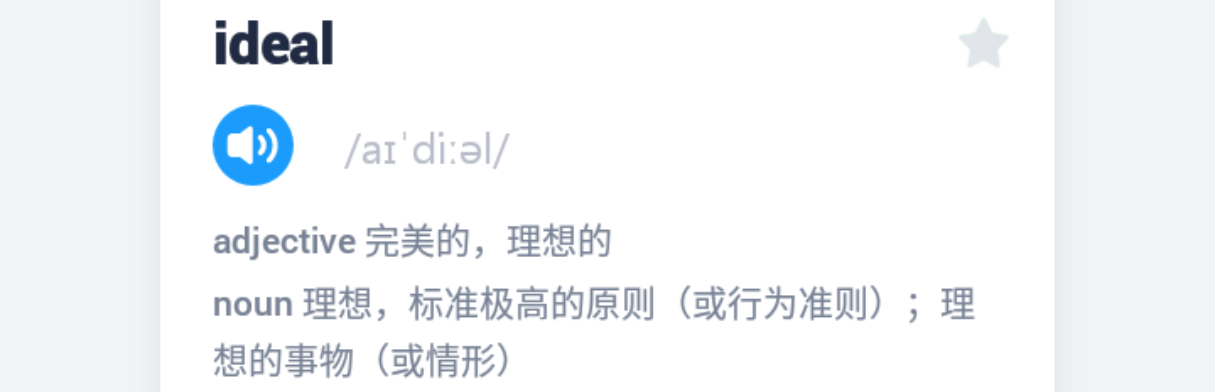 ideal
/aɪˈdiːəl/
adjective 完美的，理想的
noun 理想，标准极高的原则（或行为准则）；理
想的事物（或情形）